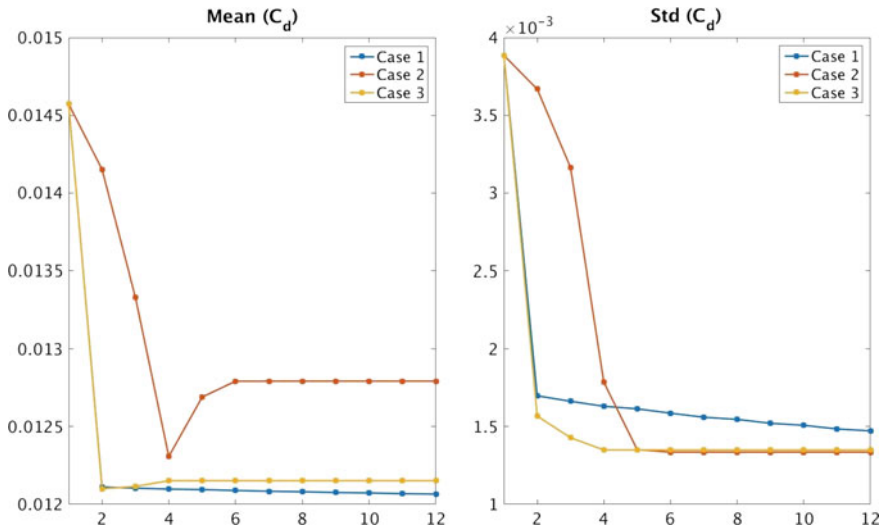 Mean (C_d)
0.015
0.0145
0.014
0.0135
0.013
0.0125
0.012
2 4 6 8 10 12
Case 1
Case 2
Case 3
Std (C_d)
4 ×10^-3
3.5
3
2.5
2
1.5
1
2 4 6 8 10 12
Case 1
Case 2
Case 3